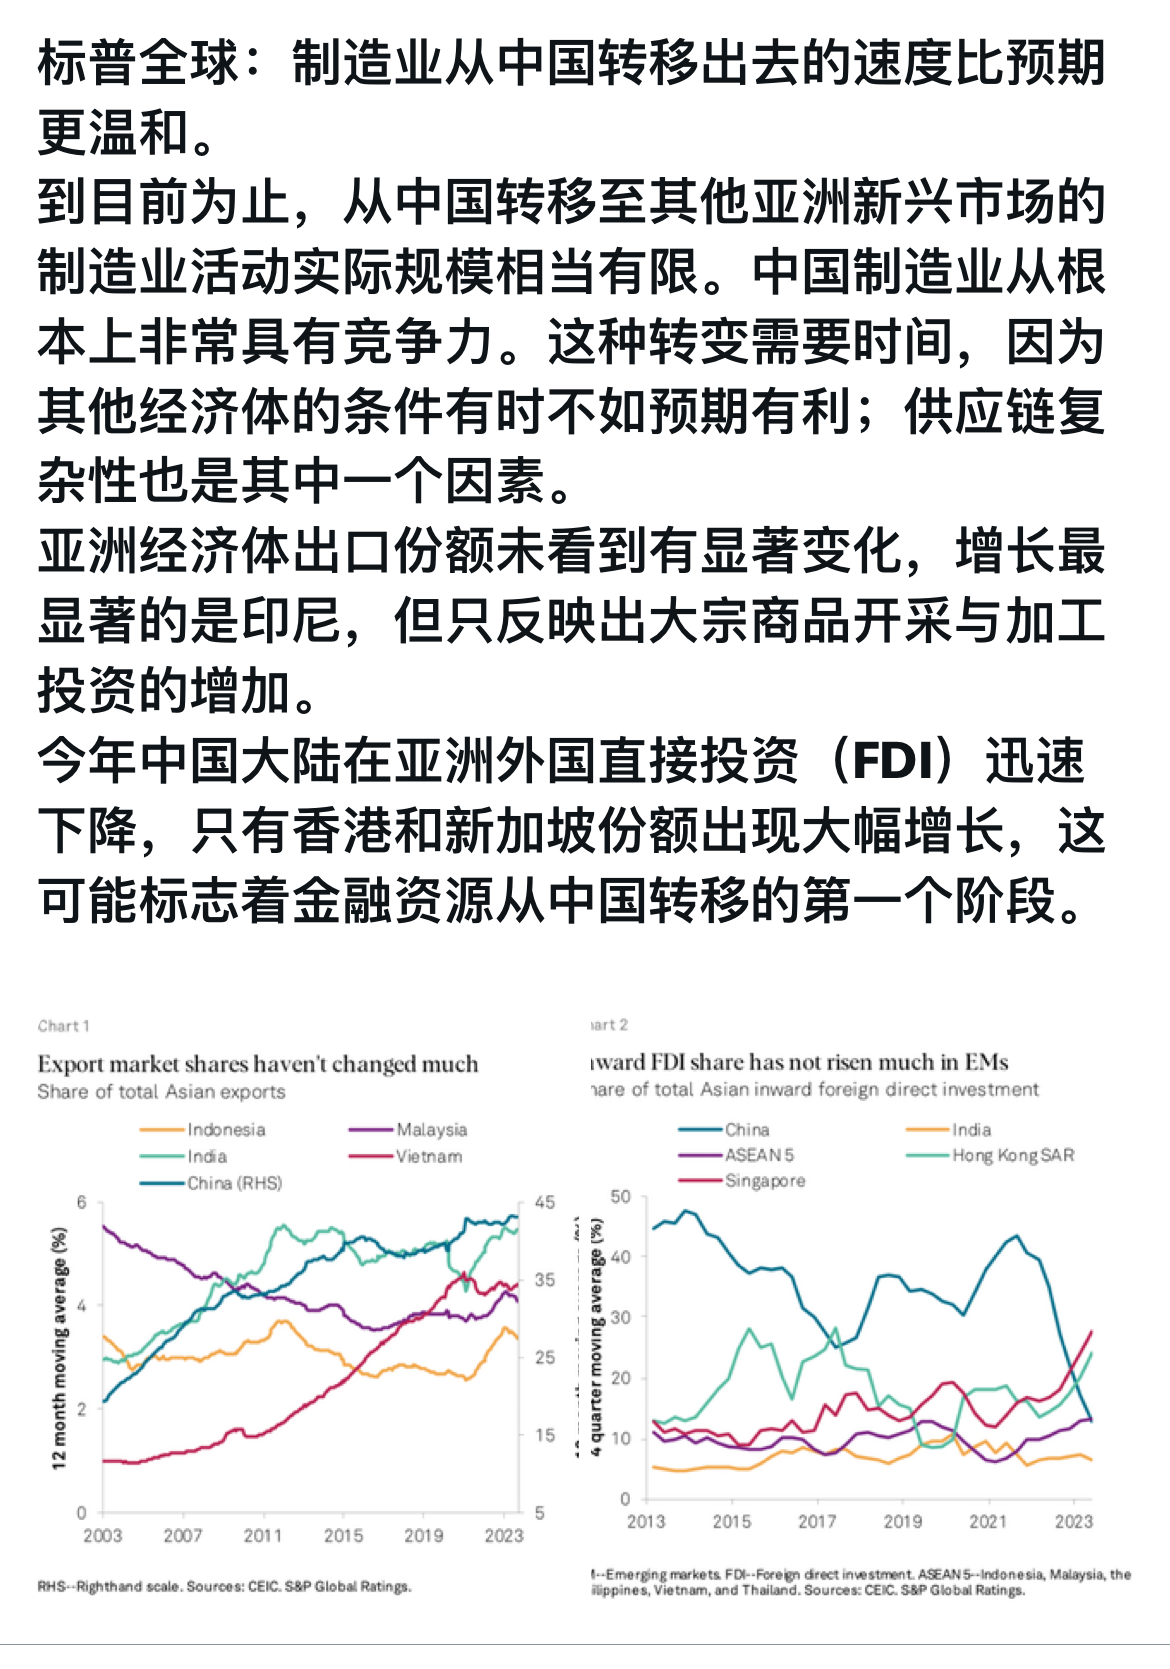 标普全球：制造业从中国转移出去的速度比预期
更温和。
到目前为止，从中国转移至其他亚洲新兴市场的
制造业活动实际规模相当有限。中国制造业从根
本上非常具有竞争力。这种转变需要时间，因为
其他经济体的条件有时不如预期有利；供应链复
杂性也是其中一个因素。
亚洲经济体出口份额未看到有显著变化，增长最
显著的是印尼，但只反映出大宗商品开采与加工
投资的增加。
今年中国大陆在亚洲外国直接投资（FDI）迅速
下降，只有香港和新加坡份额出现大幅增长，这
可能标志着金融资源从中国转移的第一个阶段。
Chart 1
Export market shares haven't changed much
Share of total Asian exports
Indonesia
Malaysia
India
Vietnam
China (RHS)
12 month moving average (%)
6
4
2
0
45
35
25
15
5
2003 2007 2011 2015 2019 2023
RHS--Righthand scale. Sources: CEIC. S&P Global Ratings.
art 2
ward FDI share has not risen much in EMs
are of total Asian inward foreign direct investment
China
India
ASEAN 5
Hong Kong SAR
Singapore
4 quarter moving average (%)
50
40
30
20
10
0
2013 2015 2017 2019 2021 2023
--Emerging markets. FDI--Foreign direct investment. ASEAN 5--Indonesia, Malaysia, the
ilippines, Vietnam, and Thailand. Sources: CEIC. S&P Global Ratings.